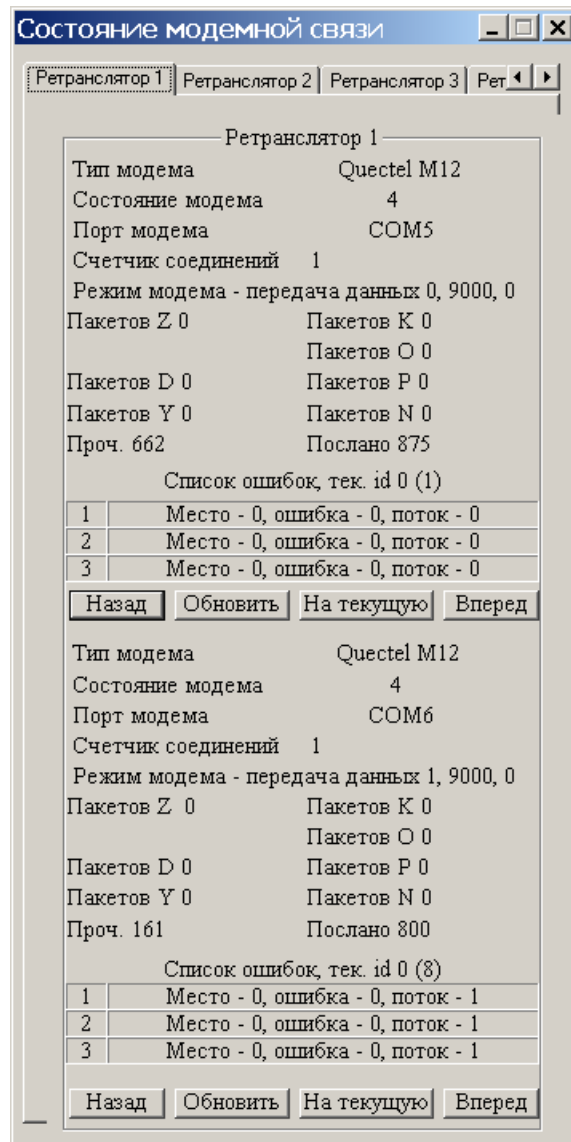 Состояние модемной связи
Ретранслятор 1 Ретранслятор 2 Ретранслятор 3 Рет
Ретранслятор 1
Тип модема Quectel M12
Состояние модема 4
Порт модема COM5
Счетчик соединений 1
Режим модема - передача данных 0, 9000, 0
Пакетов Z 0 Пакетов K 0
Пакетов O 0
Пакетов D 0 Пакетов P 0
Пакетов Y 0 Пакетов N 0
Проч. 662 Послано 875
Список ошибок, тек. id 0 (1)
1 Место - 0, ошибка - 0, поток - 0
2 Место - 0, ошибка - 0, поток - 0
3 Место - 0, ошибка - 0, поток - 0
Назад Обновить На текущую Вперед
Тип модема Quectel M12
Состояние модема 4
Порт модема COM6
Счетчик соединений 1
Режим модема - передача данных 1, 9000, 0
Пакетов Z 0 Пакетов K 0
Пакетов O 0
Пакетов D 0 Пакетов P 0
Пакетов Y 0 Пакетов N 0
Проч. 161 Послано 800
Список ошибок, тек. id 0 (8)
1 Место - 0, ошибка - 0, поток - 1
2 Место - 0, ошибка - 0, поток - 1
3 Место - 0, ошибка - 0, поток - 1
Назад Обновить На текущую Вперед